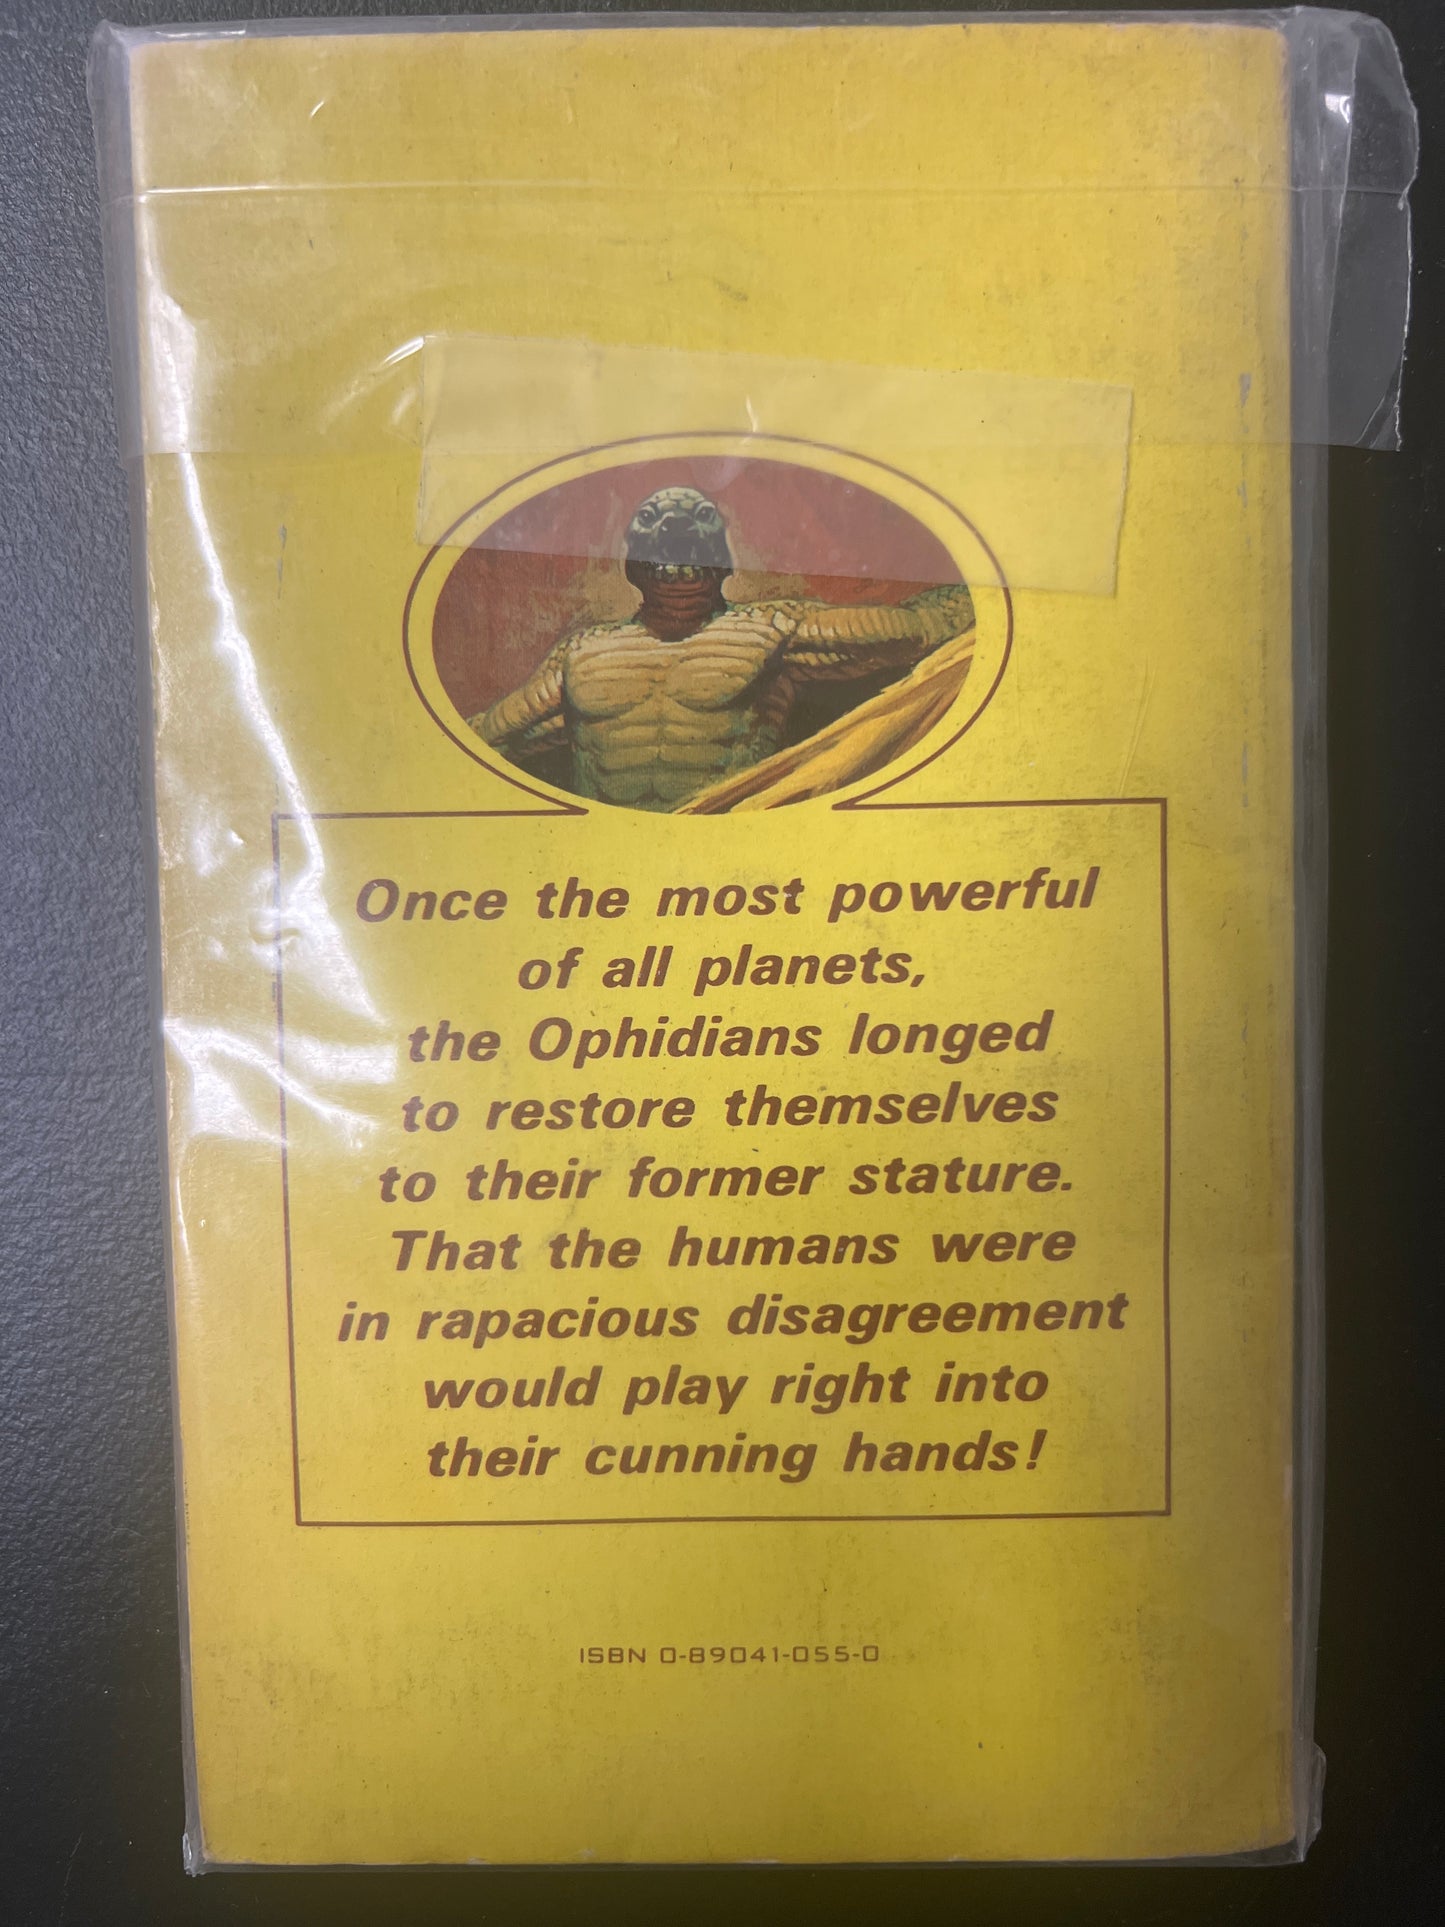 Once the most powerful
of all planets,
the Ophidians longed
to restore themselves
to their former stature.
That the humans were
in rapacious disagreement
would play right into
their cunning hands!
ISBN 0-89041-055-0